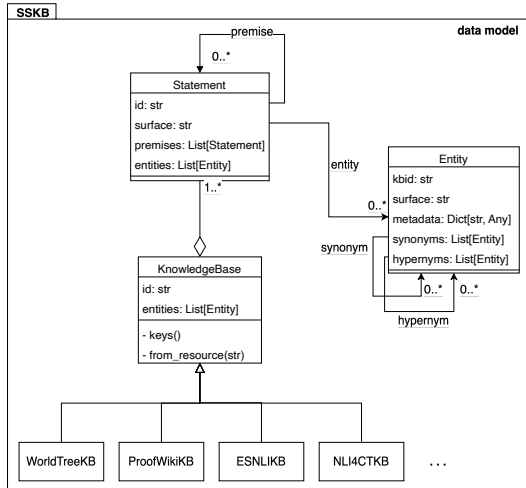 SSKB
data model
premise
0..*
Statement
id: str
surface: str
premises: List[Statement]
entities: List[Entity]
1..*
entity
0..*
Entity
kbid: str
surface: str
metadata: Dict[str, Any]
synonyms: List[Entity]
hypernyms: List[Entity]
synonym
0..*
0..*
hypernym
KnowledgeBase
id: str
entities: List[Entity]
- keys()
- from_resource(str)
WorldTreeKB
ProofWikiKB
ESNLIKB
NLI4CTKB
...